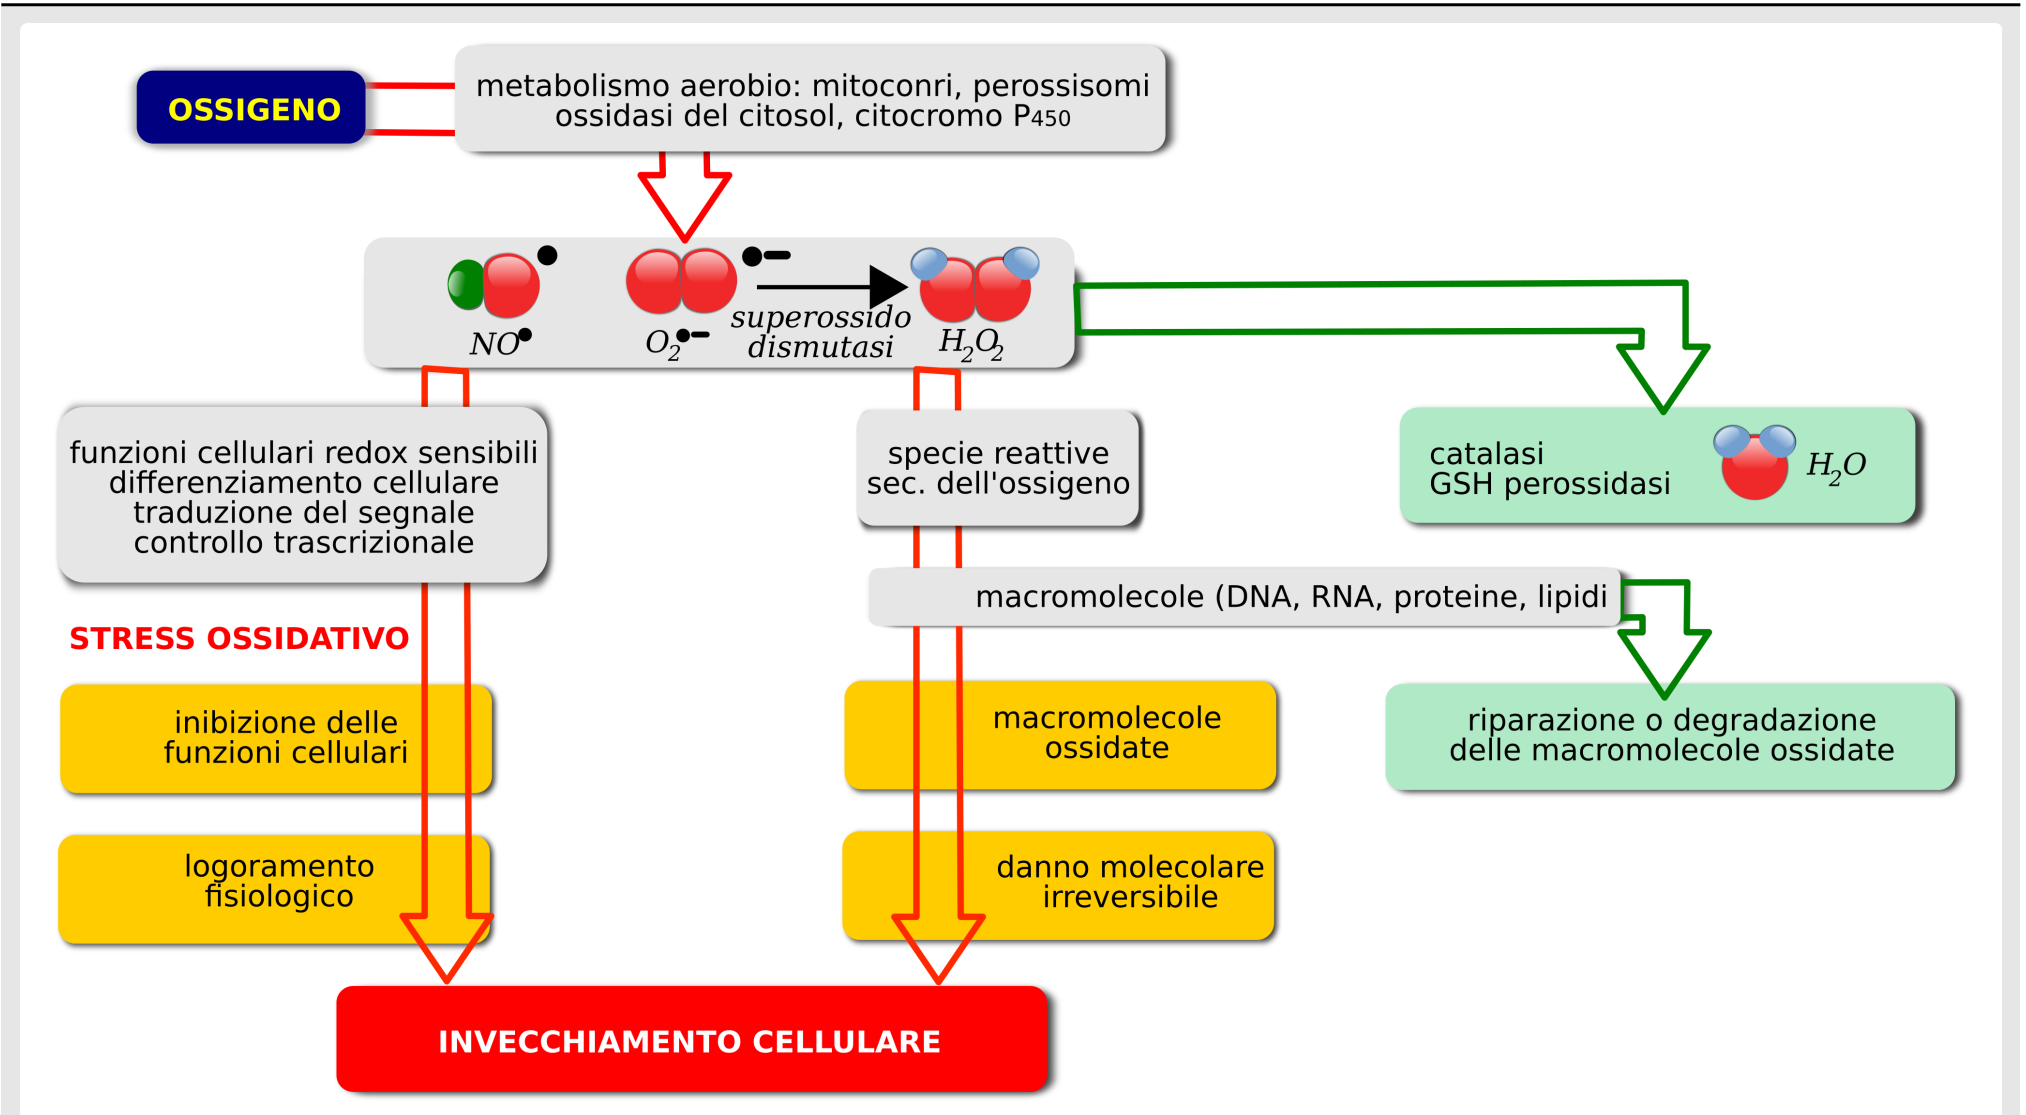 OSSIGENO
metabolismo aerobio: mitoconri, perossisomi
ossidasi del citosol, citocromo P450
NO•
O2•−
superossido
dismutasi
H2O2
funzioni cellulari redox sensibili
differenziamento cellulare
traduzione del segnale
controllo trascrizionale
specie reattive
sec. dell'ossigeno
catalasi
GSH perossidasi
H2O
macromolecole (DNA, RNA, proteine, lipidi
STRESS OSSIDATIVO
inibizione delle
funzioni cellulari
macromolecole
ossidate
riparazione o degradazione
delle macromolecole ossidate
logoramento
fisiologico
danno molecolare
irreversibile
INVECCHIAMENTO CELLULARE